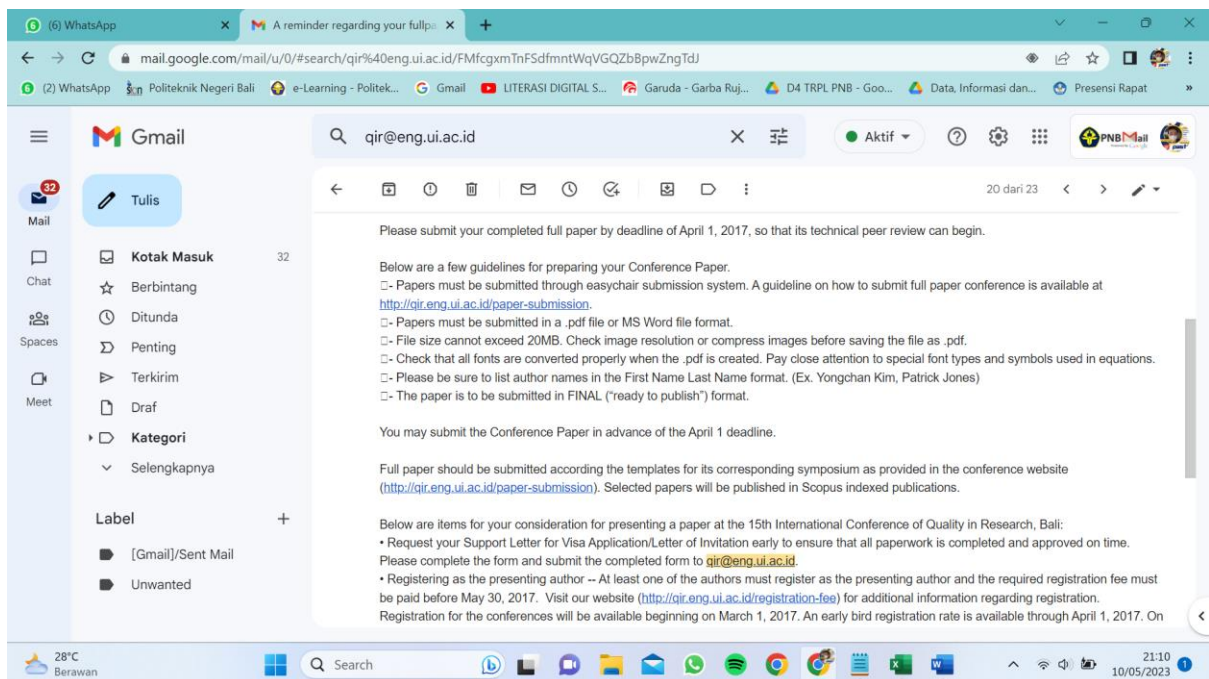 (6) WhatsApp
A reminder regarding your fullpa
mail.google.com/mail/u/0/#search/qir%40eng.ui.ac.id/FMfcgxmTnFSdfmntWqVGQZbBpwZngTdJ
(2) WhatsApp
Politeknik Negeri Bali
e-Learning - Politek...
Gmail
LITERASI DIGITAL S...
Garuda - Garba Ruj...
D4 TRPL PNB - Goo...
Data, Informasi dan...
Presensi Rapat
»
Gmail
qir@eng.ui.ac.id
Aktif
PNBMail
32
Mail
Chat
Spaces
Meet
Tulis
Kotak Masuk 32
Berbintang
Ditunda
Penting
Terkirim
Draf
Kategori
Selengkapnya
Label
[Gmail]/Sent Mail
Unwanted
20 dari 23
Please submit your completed full paper by deadline of April 1, 2017, so that its technical peer review can begin.
Below are a few guidelines for preparing your Conference Paper.
- Papers must be submitted through easychair submission system. A guideline on how to submit full paper conference is available at
http://qir.eng.ui.ac.id/paper-submission.
- Papers must be submitted in a .pdf file or MS Word file format.
- File size cannot exceed 20MB. Check image resolution or compress images before saving the file as .pdf.
- Check that all fonts are converted properly when the .pdf is created. Pay close attention to special font types and symbols used in equations.
- Please be sure to list author names in the First Name Last Name format. (Ex. Yongchan Kim, Patrick Jones)
- The paper is to be submitted in FINAL ("ready to publish") format.
You may submit the Conference Paper in advance of the April 1 deadline.
Full paper should be submitted according the templates for its corresponding symposium as provided in the conference website
(http://qir.eng.ui.ac.id/paper-submission). Selected papers will be published in Scopus indexed publications.
Below are items for your consideration for presenting a paper at the 15th International Conference of Quality in Research, Bali:
• Request your Support Letter for Visa Application/Letter of Invitation early to ensure that all paperwork is completed and approved on time.
Please complete the form and submit the completed form to qir@eng.ui.ac.id.
• Registering as the presenting author -- At least one of the authors must register as the presenting author and the required registration fee must
be paid before May 30, 2017. Visit our website (http://qir.eng.ui.ac.id/registration-fee) for additional information regarding registration.
Registration for the conferences will be available beginning on March 1, 2017. An early bird registration rate is available through April 1, 2017. On
28°C
Berawan
Search
21:10
10/05/2023
1